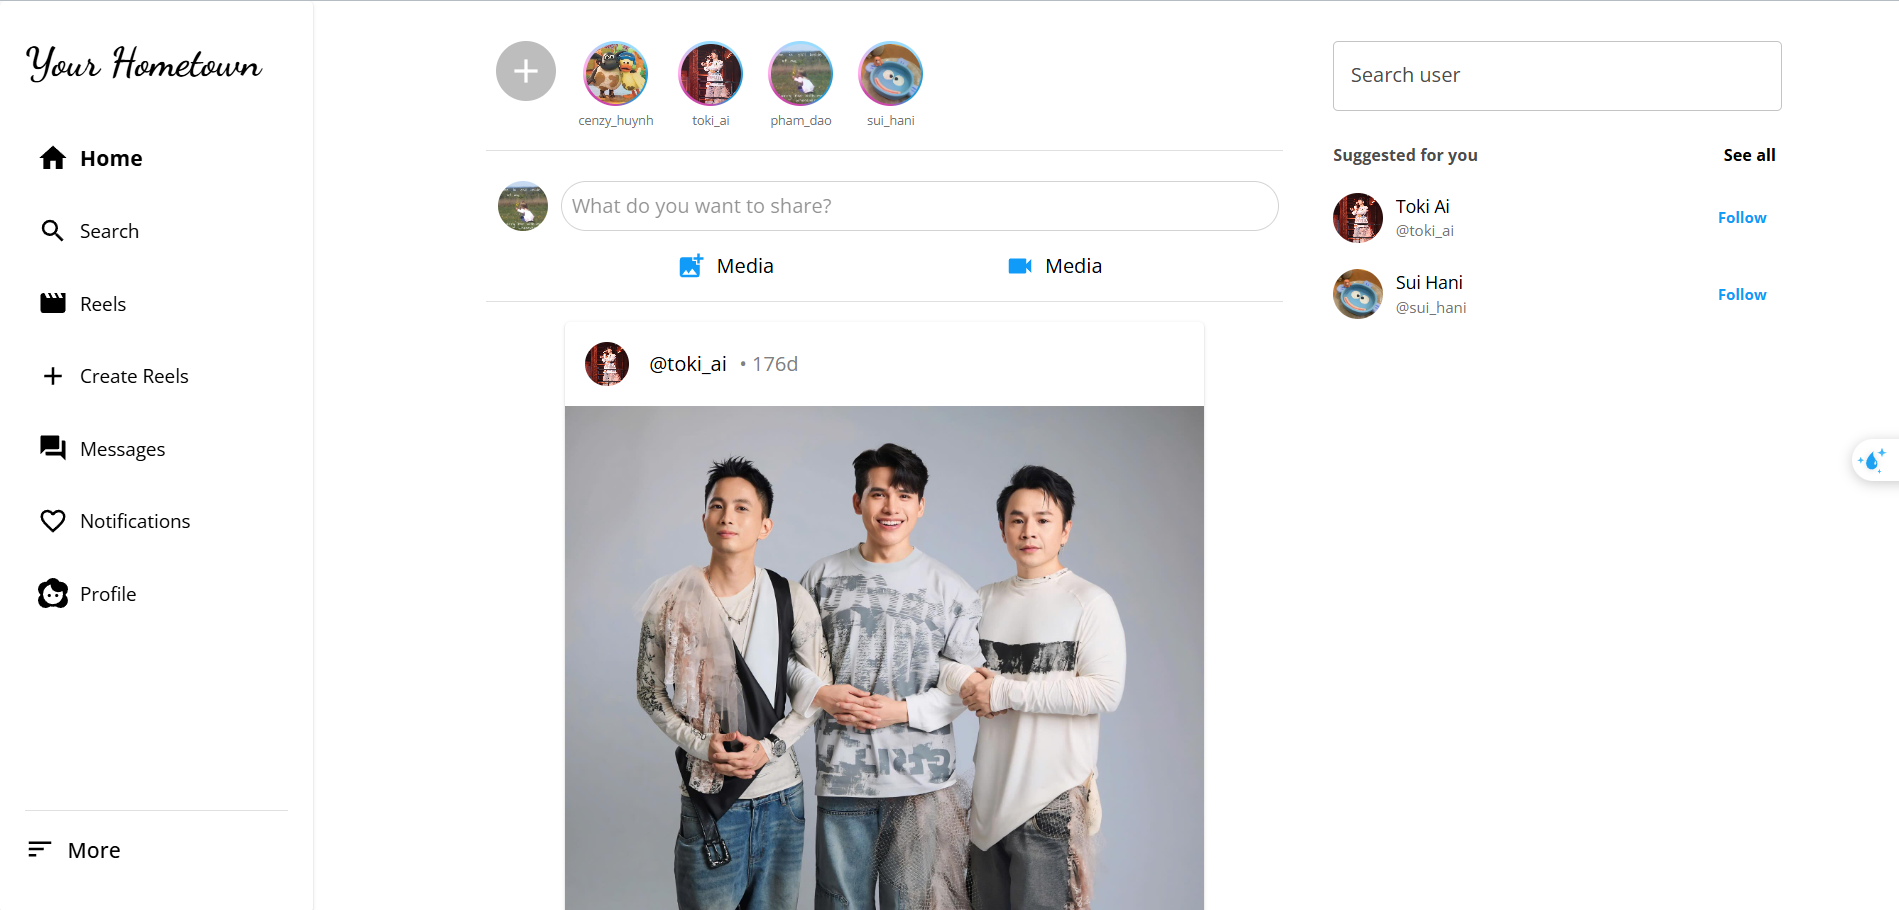 Your Hometown
Home
Search
Reels
Create Reels
Messages
Notifications
Profile
More
cenzy_huynh
toki_ai
pham_dao
sui_hani
What do you want to share?
Media
Media
@toki_ai • 176d
Search user
Suggested for you
See all
Toki Ai
@toki_ai
Follow
Sui Hani
@sui_hani
Follow